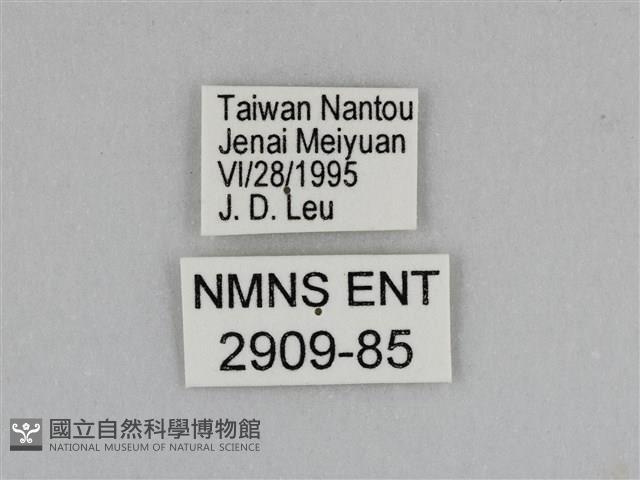 Taiwan Nantou
Jenai Meiyuan
VI/28/1995
J. D. Leu
NMNS ENT
2909-85
國立自然科學博物館
NATIONAL MUSEUM OF NATURAL SCIENCE